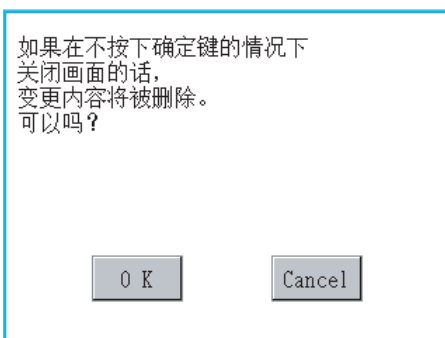 如果在不按下确定键的情况下
关闭画面的话，
变更内容将被删除。
可以吗？
O K
Cancel